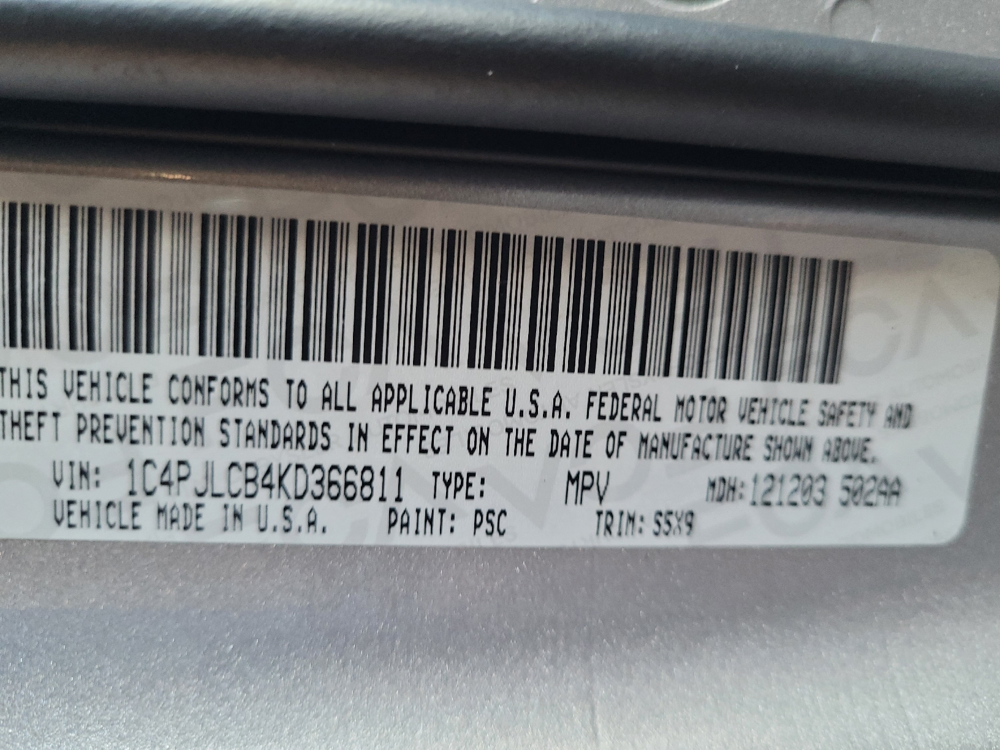 THIS VEHICLE CONFORMS TO ALL APPLICABLE U.S.A. FEDERAL MOTOR VEHICLE SAFETY AND
THEFT PREVENTION STANDARDS IN EFFECT ON THE DATE OF MANUFACTURE SHOWN ABOVE.
VIN: 1C4PJLCB4KD366811 TYPE: MPV MDH: 121203 502AA
VEHICLE MADE IN U.S.A. PAINT: PSC TRIM: S5X9